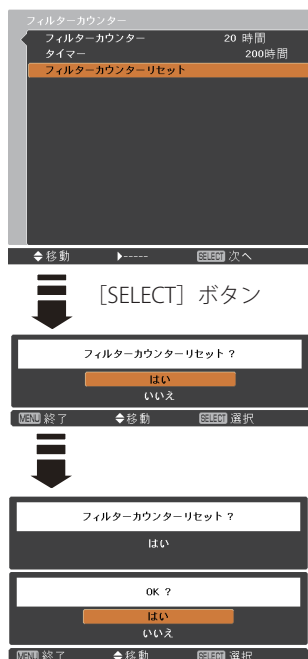 フィルターカウンター
フィルターカウンター 20 時間
タイマー 200時間
フィルターカウンターリセット
移動 ----- SELECT 次へ
［SELECT］ボタン
フィルターカウンターリセット ?
はい
いいえ
MENU 終了 移動 SELECT 選択
フィルターカウンターリセット ?
はい
OK ?
はい
いいえ
MENU 終了 移動 SELECT 選択